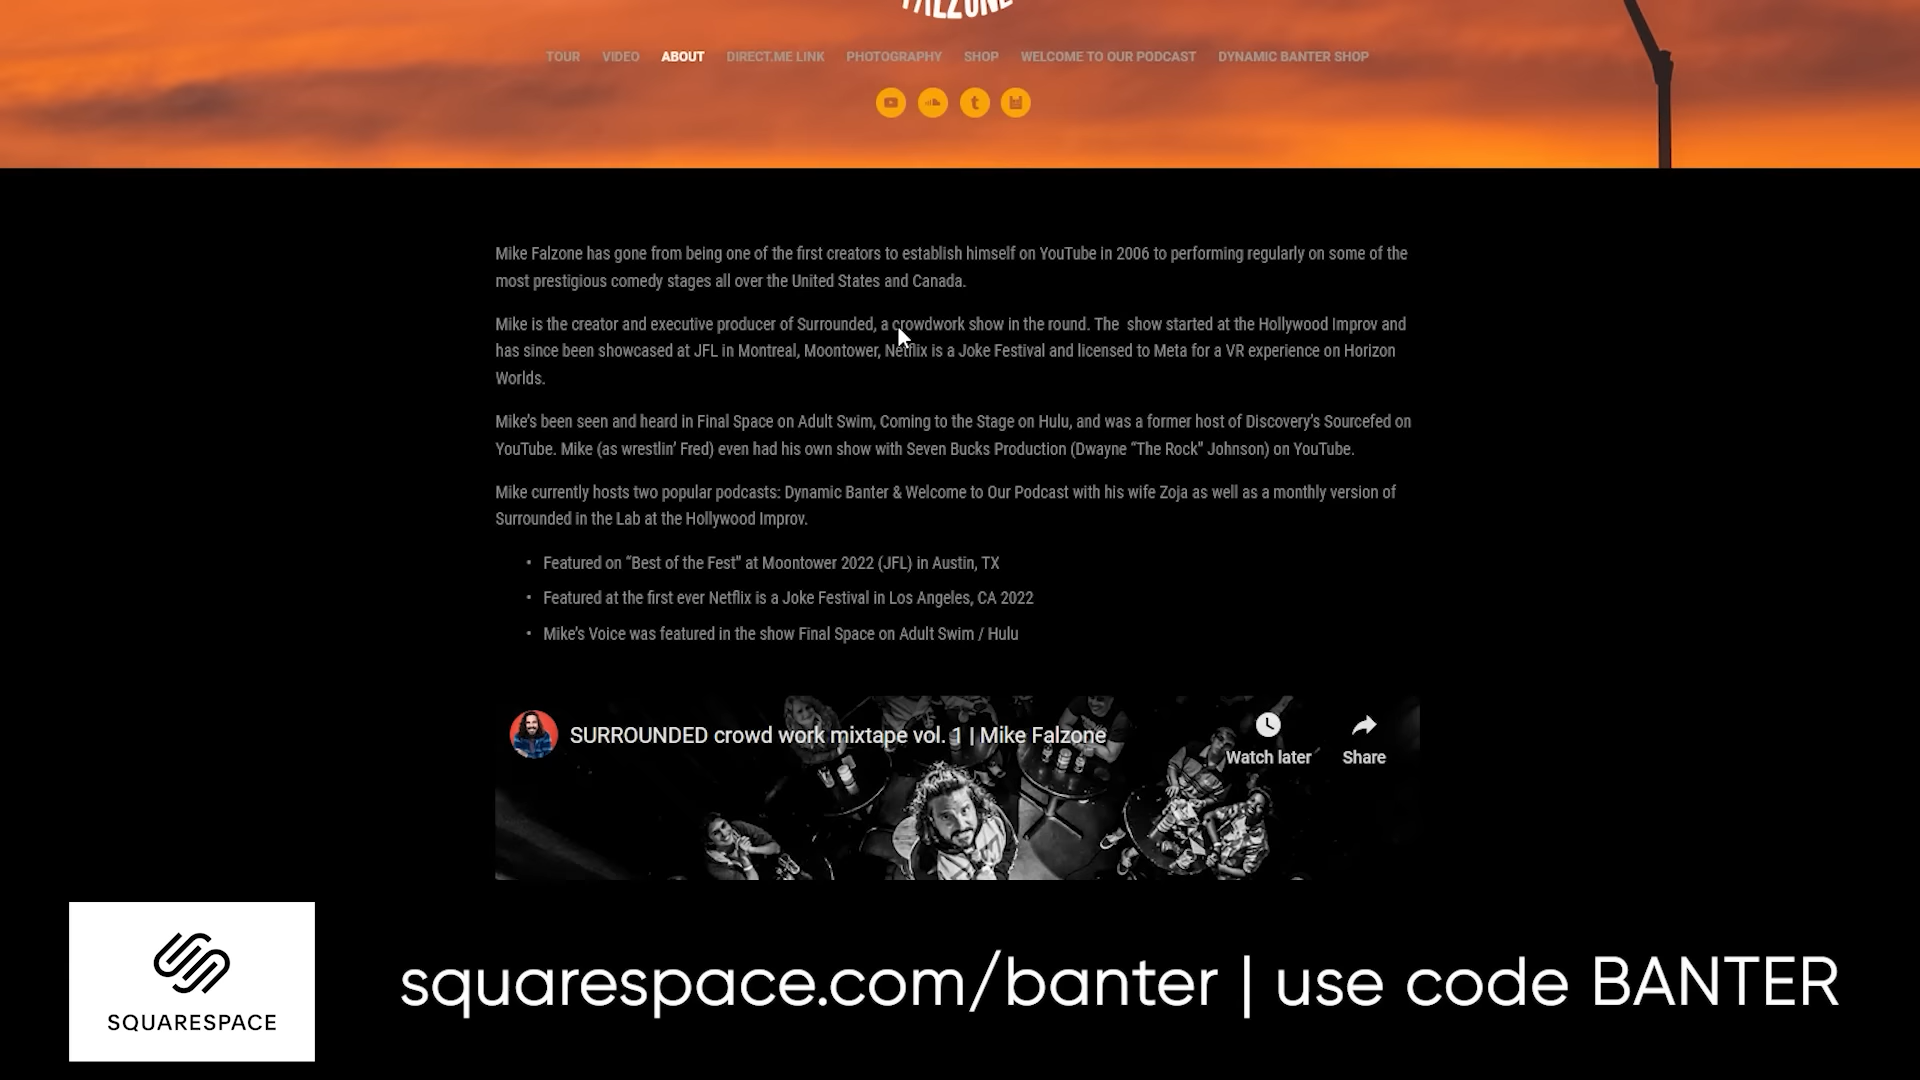 FALZONE
TOUR VIDEO ABOUT DIRECT.ME LINK PHOTOGRAPHY SHOP WELCOME TO OUR PODCAST DYNAMIC BANTER SHOP
Mike Falzone has gone from being one of the first creators to establish himself on YouTube in 2006 to performing regularly on some of the
most prestigious comedy stages all over the United States and Canada.
Mike is the creator and executive producer of Surrounded, a crowdwork show in the round. The show started at the Hollywood Improv and
has since been showcased at JFL in Montreal, Moontower, Netflix is a Joke Festival and licensed to Meta for a VR experience on Horizon
Worlds.
Mike's been seen and heard in Final Space on Adult Swim, Coming to the Stage on Hulu, and was a former host of Discovery's Sourcefed on
YouTube. Mike (as wrestlin' Fred) even had his own show with Seven Bucks Production (Dwayne “The Rock” Johnson) on YouTube.
Mike currently hosts two popular podcasts: Dynamic Banter & Welcome to Our Podcast with his wife Zoja as well as a monthly version of
Surrounded in the Lab at the Hollywood Improv.
• Featured on “Best of the Fest” at Moontower 2022 (JFL) in Austin, TX
• Featured at the first ever Netflix is a Joke Festival in Los Angeles, CA 2022
• Mike's Voice was featured in the show Final Space on Adult Swim / Hulu
SURROUNDED crowd work mixtape vol. 1 | Mike Falzone
Watch later Share
SQUARESPACE
squarespace.com/banter | use code BANTER